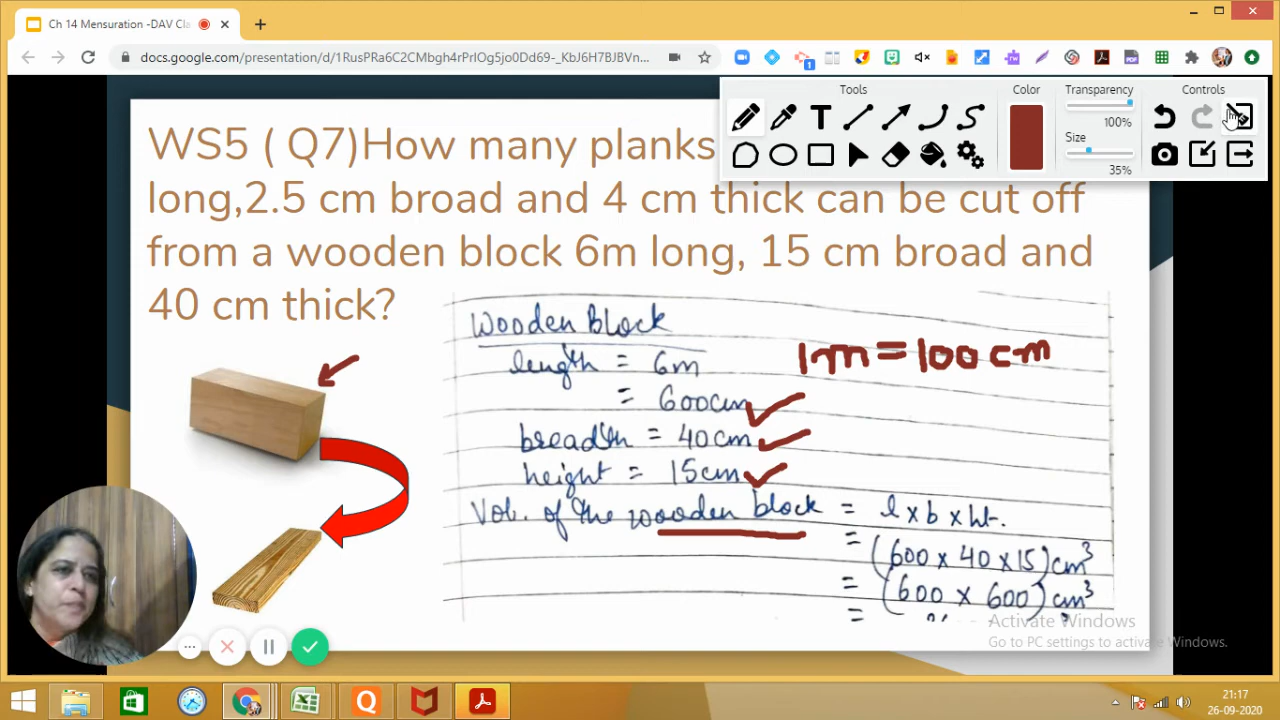 Ch 14 Mensuration -DAV Cla
docs.google.com/presentation/d/1RusPRa6C2CMbgh4rPrIOg5jo0Dd69-_KbJ6H7BJBVn...
Tools
Color
Transparency
Controls
100%
Size
35%
T
WS5 ( Q7)How many planks
long,2.5 cm broad and 4 cm thick can be cut off
from a wooden block 6m long, 15 cm broad and
40 cm thick?
Wooden Block
length = 6m
= 600cm
1m = 100 cm
breadth = 40cm
height = 15cm
Vol. of the woooden block = l x b x ht.
= (600 x 40 x 15) cm³
= (600 x 600) cm³
=
Activate Windows
Go to PC settings to activate Windows.
21:17
26-09-2020